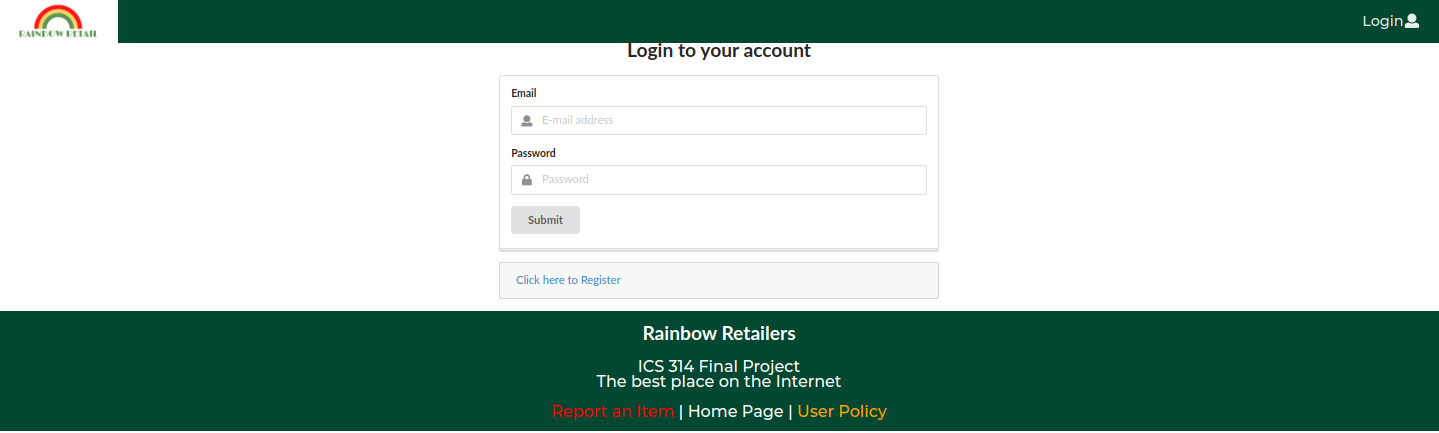 RAINBOW RETAIL
Login
Login to your account
Email
E-mail address
Password
Password
Submit
Click here to Register
Rainbow Retailers
ICS 314 Final Project
The best place on the Internet
Report an Item | Home Page | User Policy